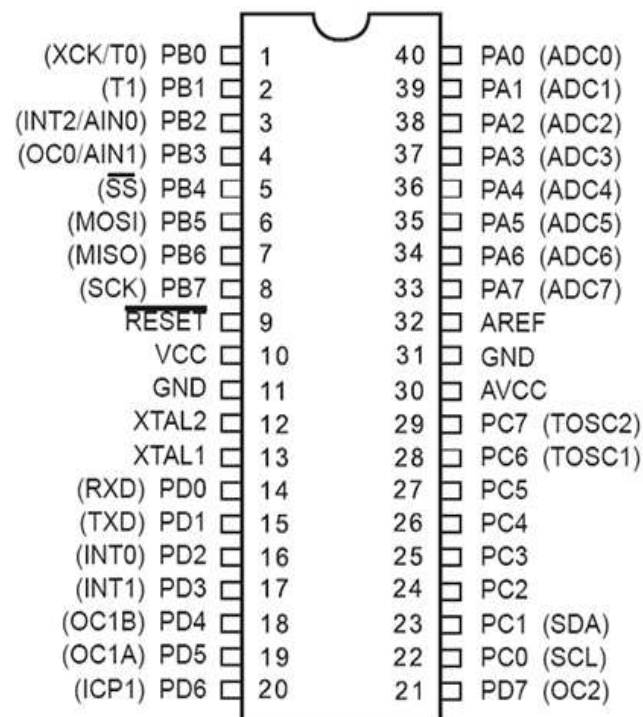 (XCK/T0) PB0 1 40 PA0 (ADC0)
(T1) PB1 2 39 PA1 (ADC1)
(INT2/AIN0) PB2 3 38 PA2 (ADC2)
(OC0/AIN1) PB3 4 37 PA3 (ADC3)
(S̅S̅) PB4 5 36 PA4 (ADC4)
(MOSI) PB5 6 35 PA5 (ADC5)
(MISO) PB6 7 34 PA6 (ADC6)
(SCK) PB7 8 33 PA7 (ADC7)
R̅E̅S̅E̅T̅ 9 32 AREF
VCC 10 31 GND
GND 11 30 AVCC
XTAL2 12 29 PC7 (TOSC2)
XTAL1 13 28 PC6 (TOSC1)
(RXD) PD0 14 27 PC5
(TXD) PD1 15 26 PC4
(INT0) PD2 16 25 PC3
(INT1) PD3 17 24 PC2
(OC1B) PD4 18 23 PC1 (SDA)
(OC1A) PD5 19 22 PC0 (SCL)
(ICP1) PD6 20 21 PD7 (OC2)